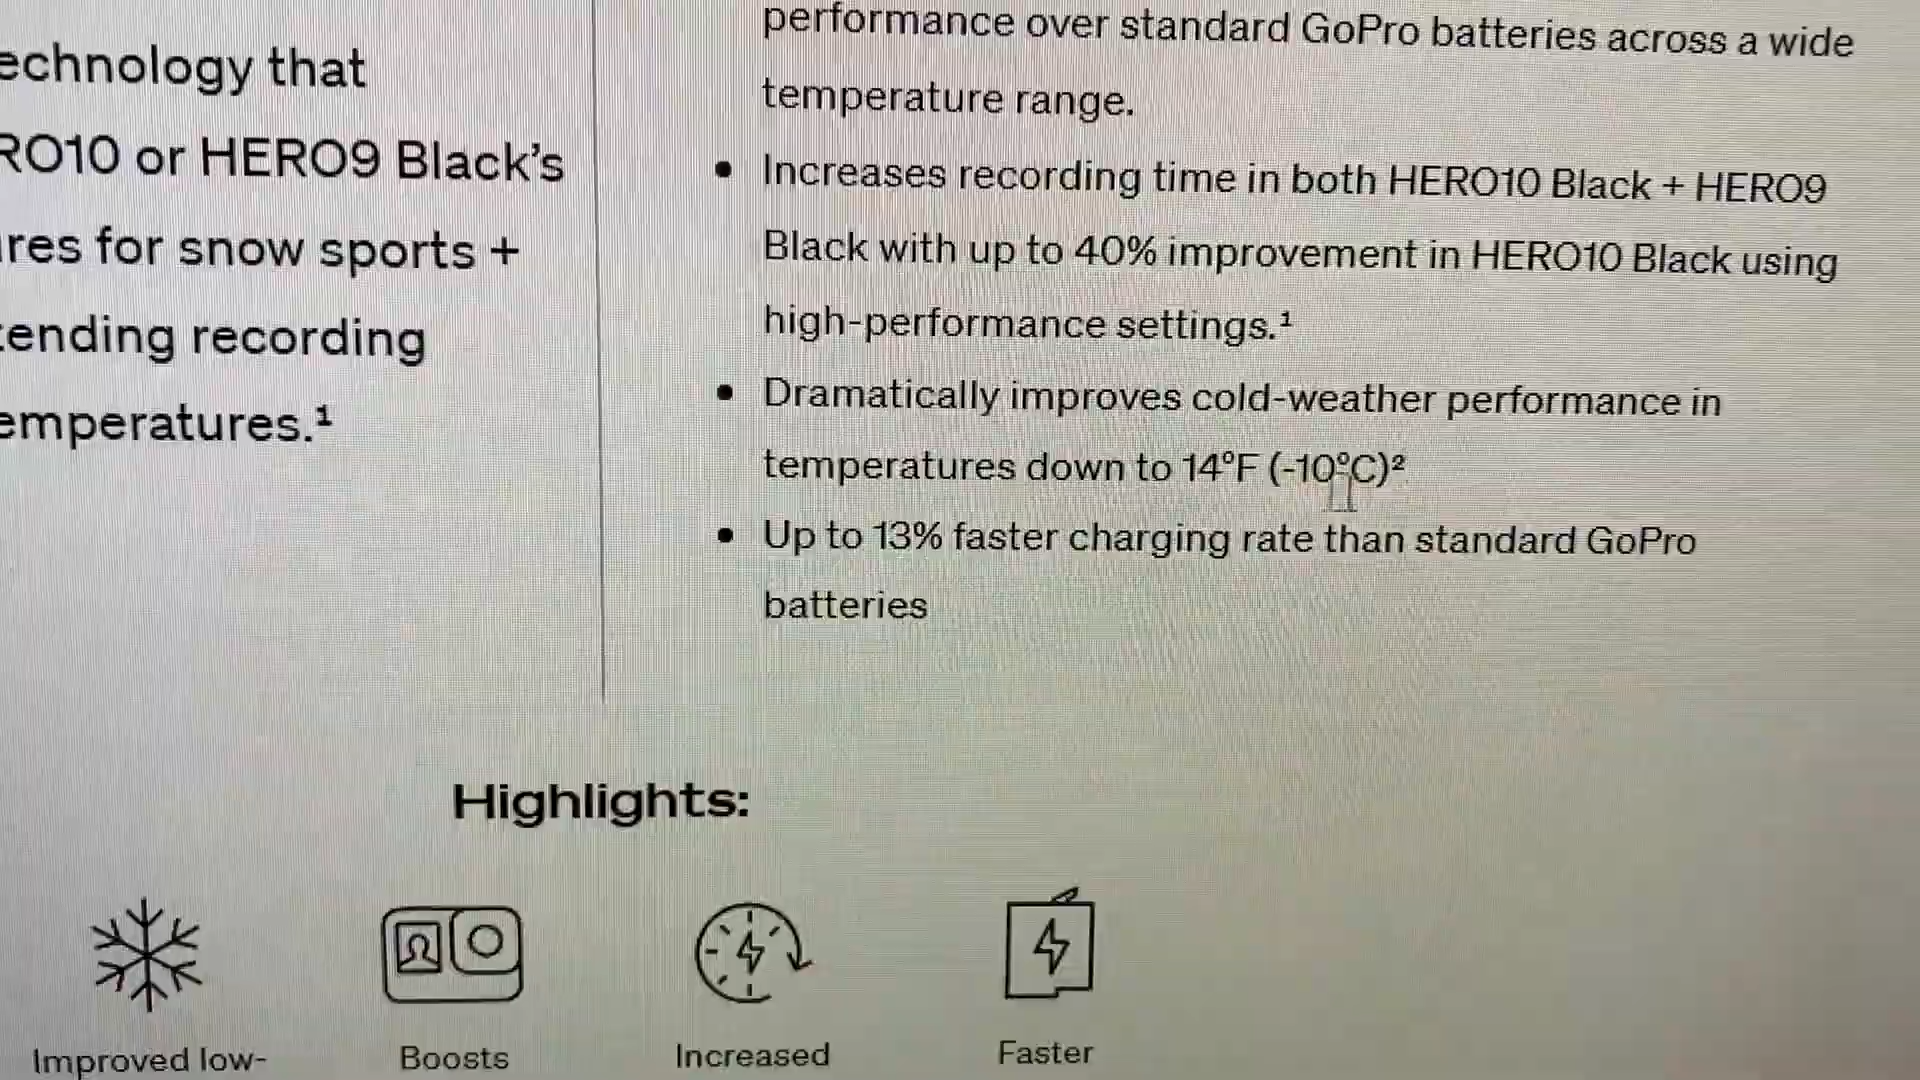 echnology that
RO10 or HERO9 Black's
res for snow sports +
ending recording
emperatures.¹
performance over standard GoPro batteries across a wide
temperature range.
• Increases recording time in both HERO10 Black + HERO9
Black with up to 40% improvement in HERO10 Black using
high-performance settings.¹
• Dramatically improves cold-weather performance in
temperatures down to 14°F (-10°C)²
• Up to 13% faster charging rate than standard GoPro
batteries
Highlights:
Improved low-
Boosts
Increased
Faster